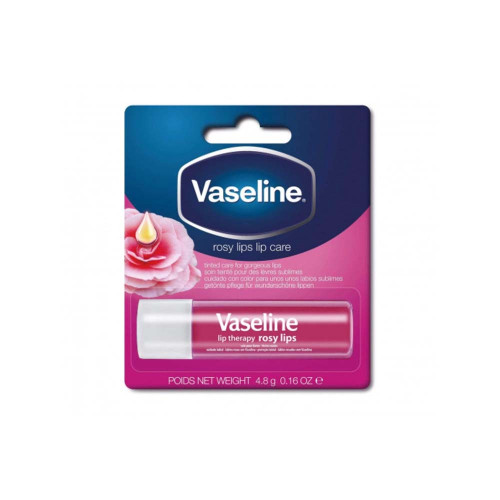 Vaseline®
rosy lips lip care
tinted care for gorgeous lips
soin teinté pour des lèvres sublimes
cuidado con color para unos labios sublimes
getönte pflege für wunderschöne lippen
Vaseline
lip therapy rosy lips
POIDS NET WEIGHT 4.8 g 0.16 OZ ℮